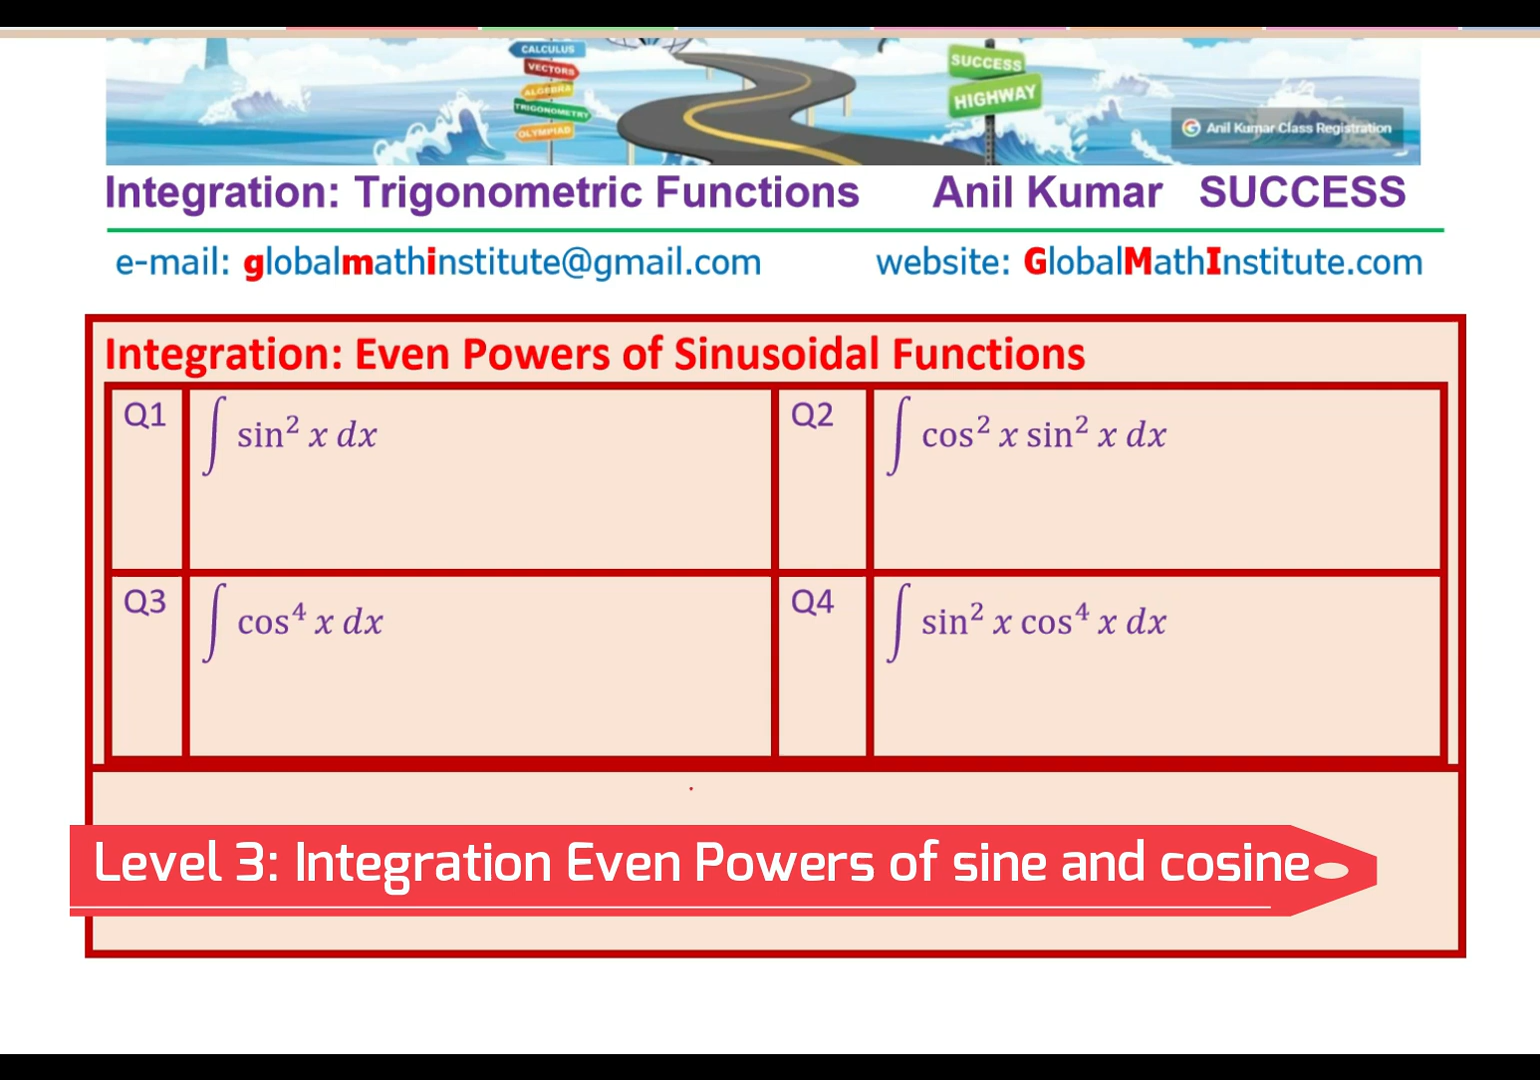 CALCULUS
VECTORS
ALGEBRA
TRIGONOMETRY
OLYMPIAD
SUCCESS
HIGHWAY
Anil Kumar Class Registration
Integration: Trigonometric Functions Anil Kumar SUCCESS
e-mail: globalmathinstitute@gmail.com website: GlobalMathInstitute.com
Integration: Even Powers of Sinusoidal Functions
Q1 ∫ sin² x dx Q2 ∫ cos² x sin² x dx
Q3 ∫ cos⁴ x dx Q4 ∫ sin² x cos⁴ x dx
Level 3: Integration Even Powers of sine and cosine